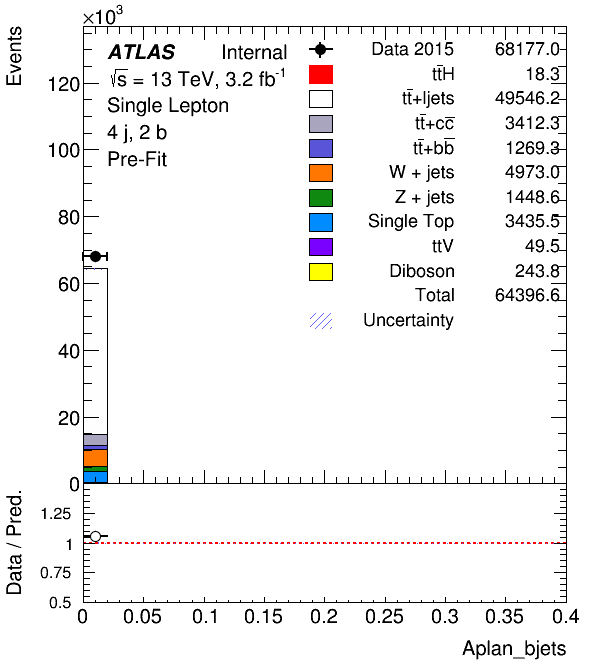 ×10³
Events
ATLAS Internal
√s = 13 TeV, 3.2 fb⁻¹
Single Lepton
4 j, 2 b
Pre-Fit
Data 2015 68177.0
tt̄H 18.3
tt̄+ljets 49546.2
tt̄+cc̄ 3412.3
tt̄+bb̄ 1269.3
W + jets 4973.0
Z + jets 1448.6
Single Top 3435.5
ttV 49.5
Diboson 243.8
Total 64396.6
Uncertainty
120
100
80
60
40
20
0
Data / Pred.
1.25
1
0.75
0.5
0 0.05 0.1 0.15 0.2 0.25 0.3 0.35 0.4
Aplan_bjets